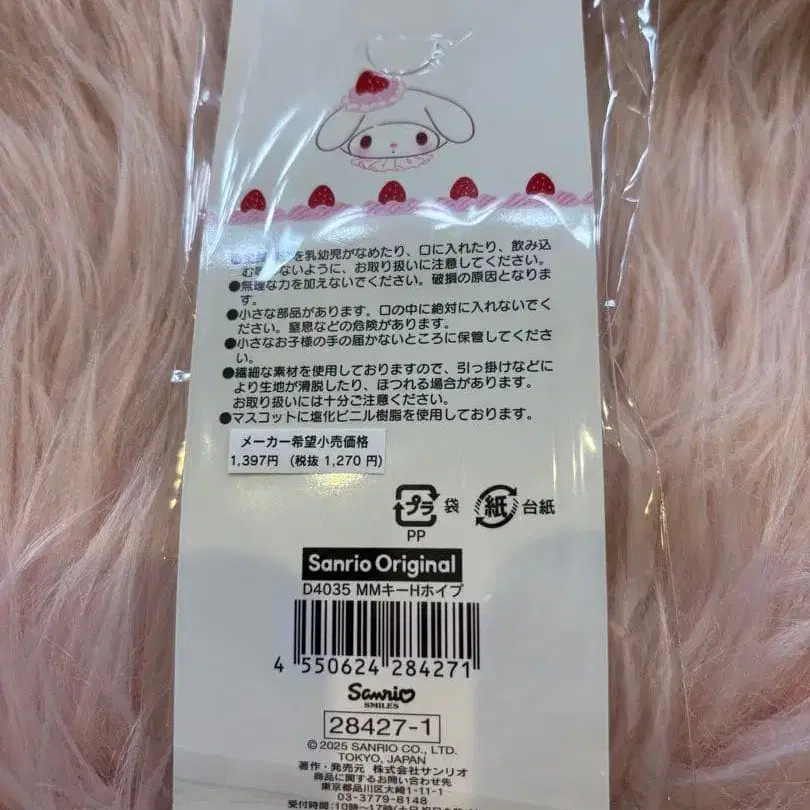 を乳幼児がなめたり、口に入れたり、飲み込
ないように、お取り扱いに注意してください。
●無理な力を加えないでください。破損の原因となりま
す。
●小さな部品があります。口の中に絶対に入れないでく
ださい。窒息などの危険があります。
●小さなお子様の手の届かないところに保管してくださ
い。
●繊細な素材を使用しておりますので、引っ掛けなどに
より生地が滑脱したり、ほつれる場合があります。
お取り扱いには十分ご注意ください。
●マスコットに塩化ビニル樹脂を使用しております。
メーカー希望小売価格
1,397円 (税抜 1,270 円)
プラ 袋 紙 台紙
PP
Sanrio Original
D4035 MMキーHホイプ
4 550624 284271
Sanrio
SMILES
28427-1
© 2025 SANRIO CO., LTD.
TOKYO, JAPAN
著作・発売元 株式会社サンリオ
商品に関するお問い合わせ先
東京都品川区大崎1-11-1
03-3779-8148
受付時間:10時~17時